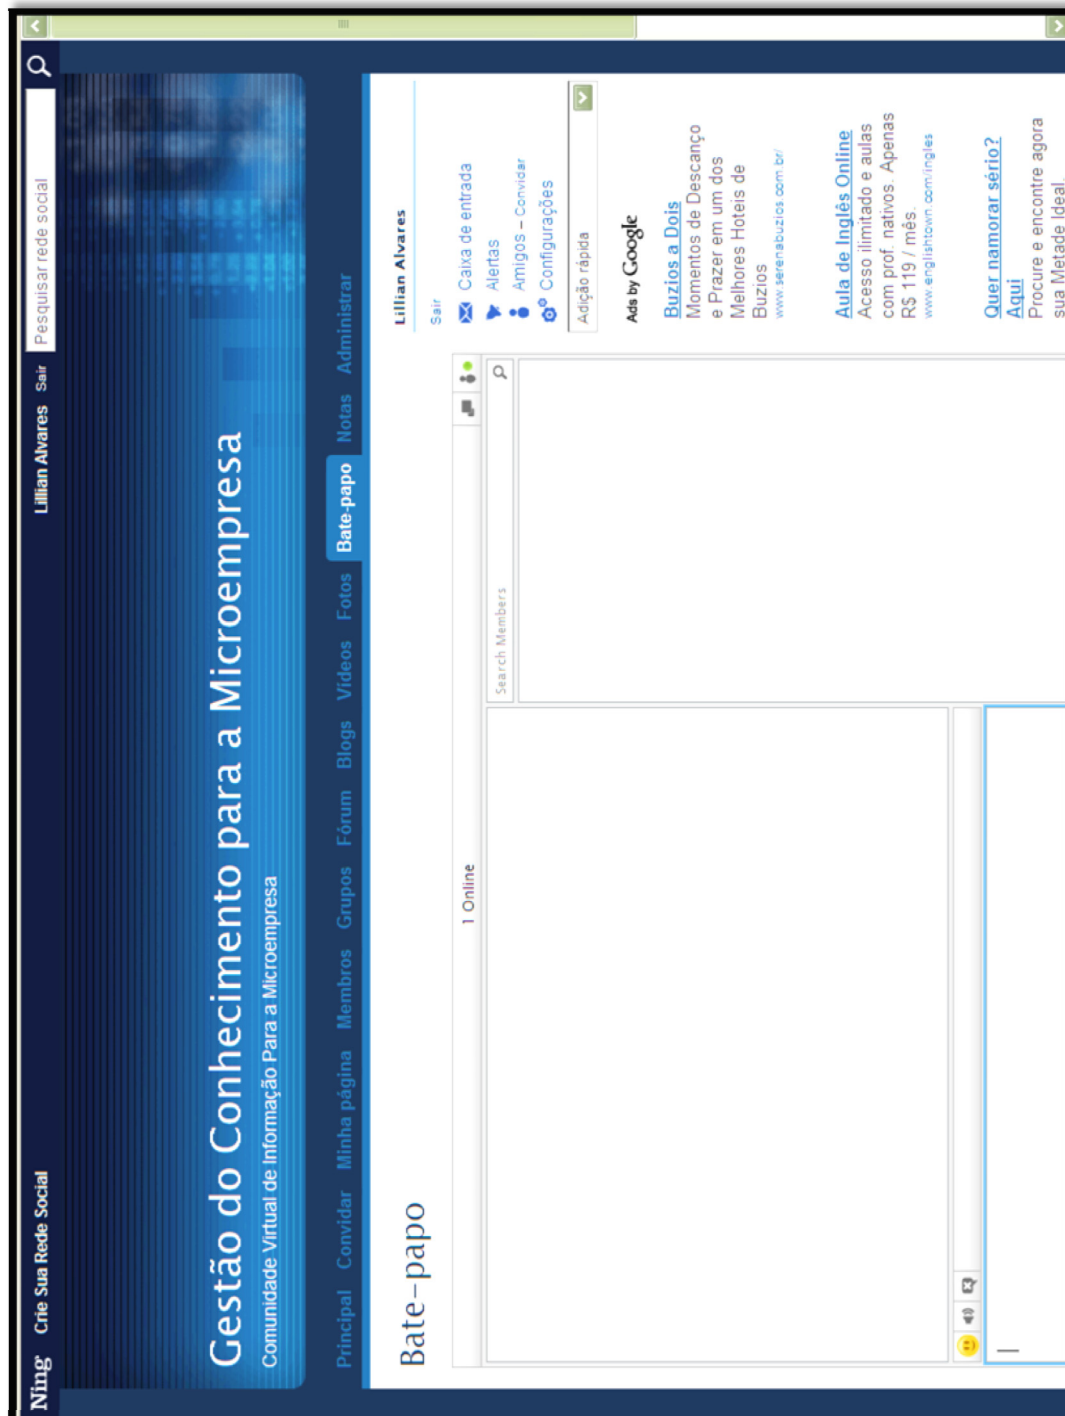 Ning Crie Sua Rede Social Lillian Alvares Sair Pesquisar rede social
Gestão do Conhecimento para a Microempresa
Comunidade Virtual de Informação Para a Microempresa
Principal Convidar Minha página Membros Grupos Fórum Blogs Vídeos Fotos Bate-papo Notas Administrar
Bate-papo
1 Online
Search Members
Lillian Alvares
Sair
Caixa de entrada
Alertas
Amigos – Convidar
Configurações
Adição rápida
Ads by Google
Buzios a Dois
Momentos de Descanço
e Prazer em um dos
Melhores Hoteis de
Buzios
www.serenabuzios.com.br/
Aula de Inglês Online
Acesso ilimitado e aulas
com prof. nativos. Apenas
R$ 119 / mês.
www.englishtown.com/ingles
Quer namorar sério?
Aqui
Procure e encontre agora
sua Metade Ideal.